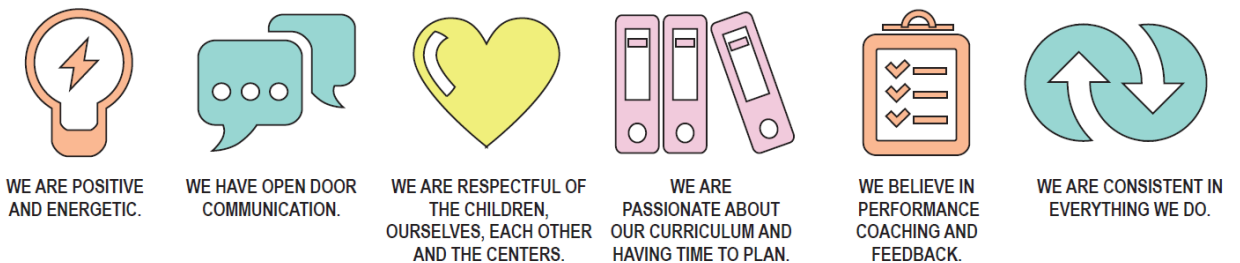 WE ARE POSITIVE
AND ENERGETIC.
WE HAVE OPEN DOOR
COMMUNICATION.
WE ARE RESPECTFUL OF
THE CHILDREN,
OURSELVES, EACH OTHER
AND THE CENTERS.
WE ARE
PASSIONATE ABOUT
OUR CURRICULUM AND
HAVING TIME TO PLAN.
WE BELIEVE IN
PERFORMANCE
COACHING AND
FEEDBACK.
WE ARE CONSISTENT IN
EVERYTHING WE DO.